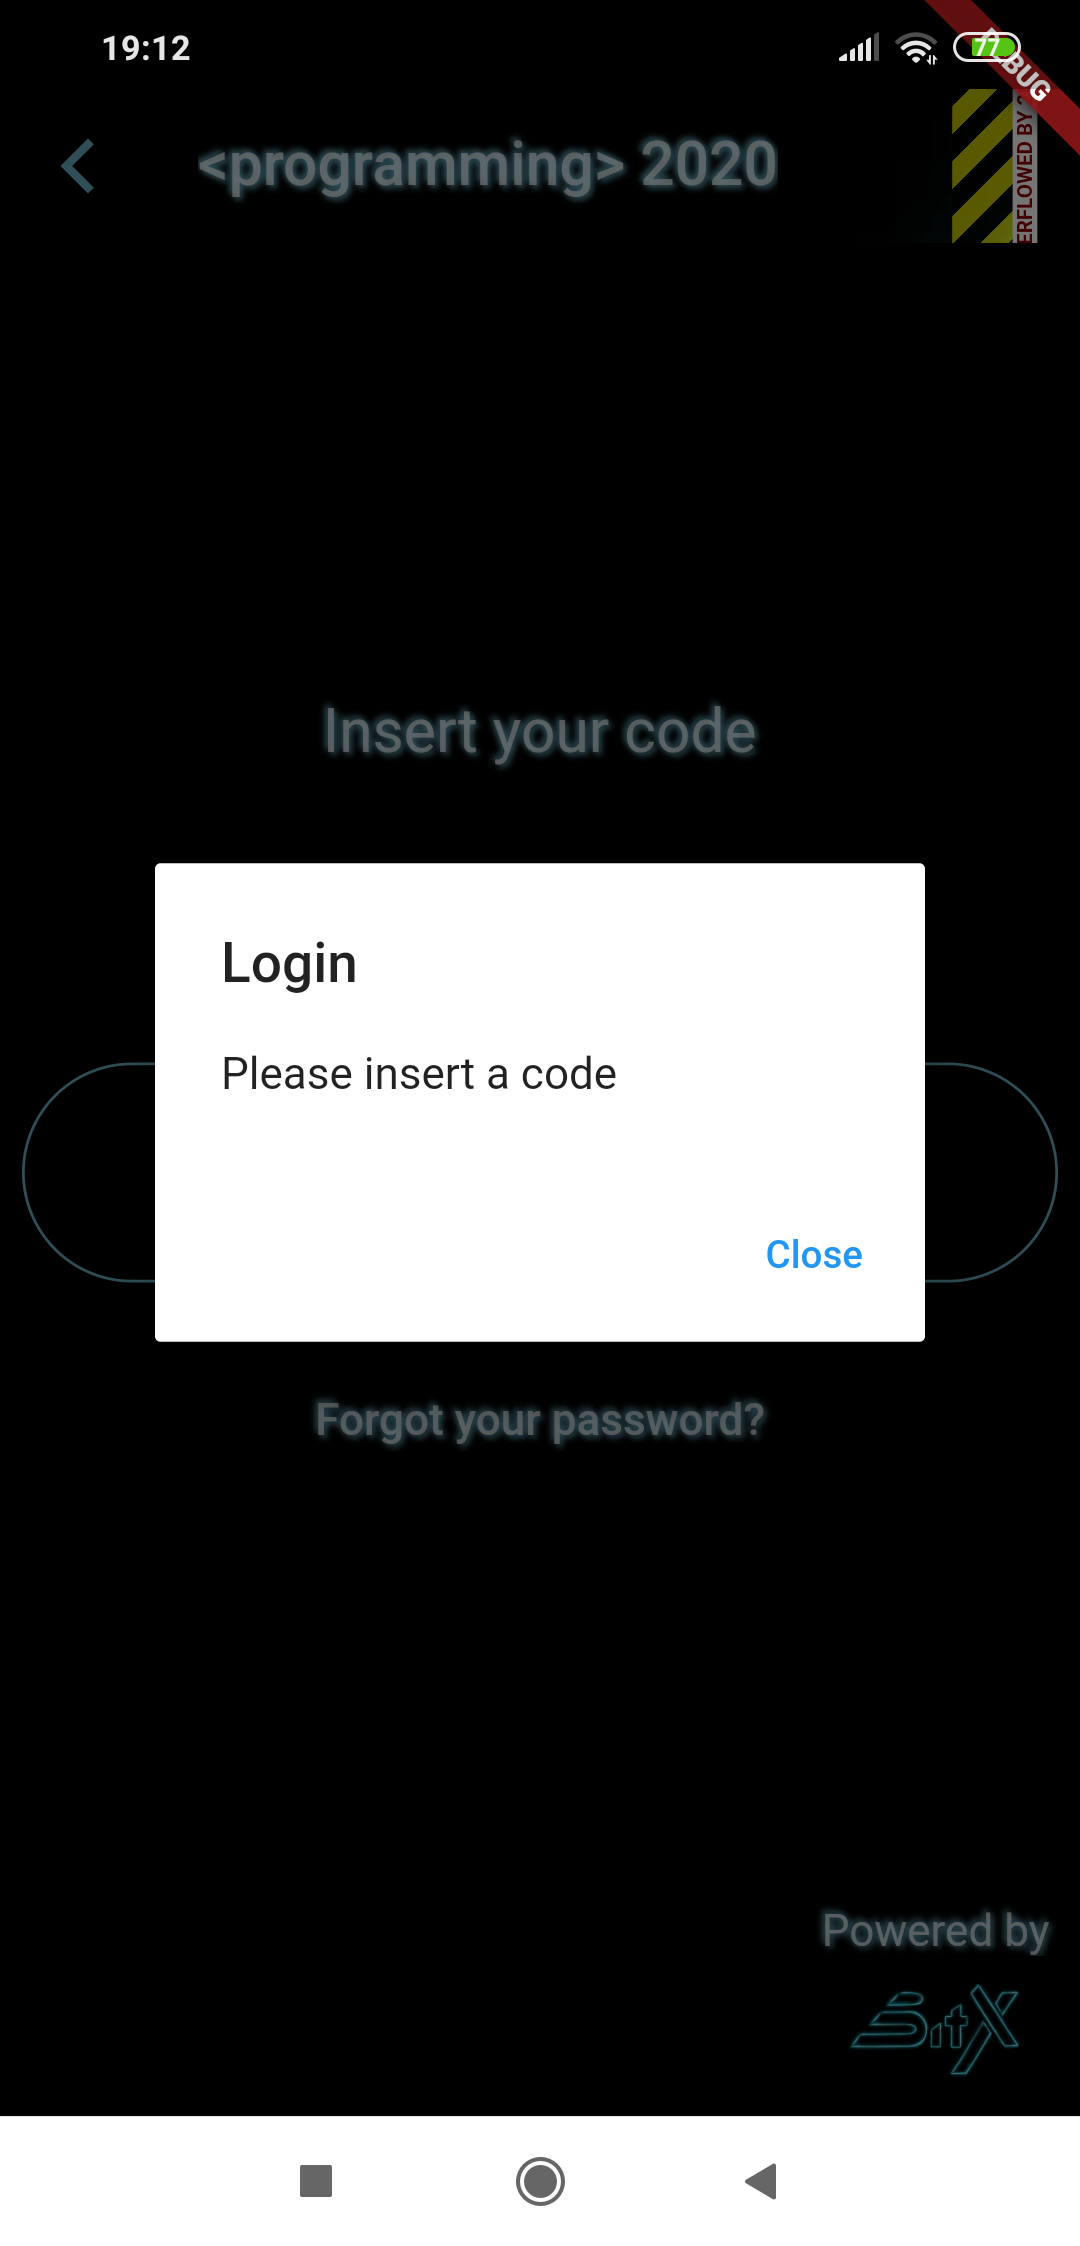 19:12
77
DEBUG
<programming> 2020
ERFLOWED BY
Insert your code
Login
Please insert a code
Close
Forgot your password?
Powered by
BitX